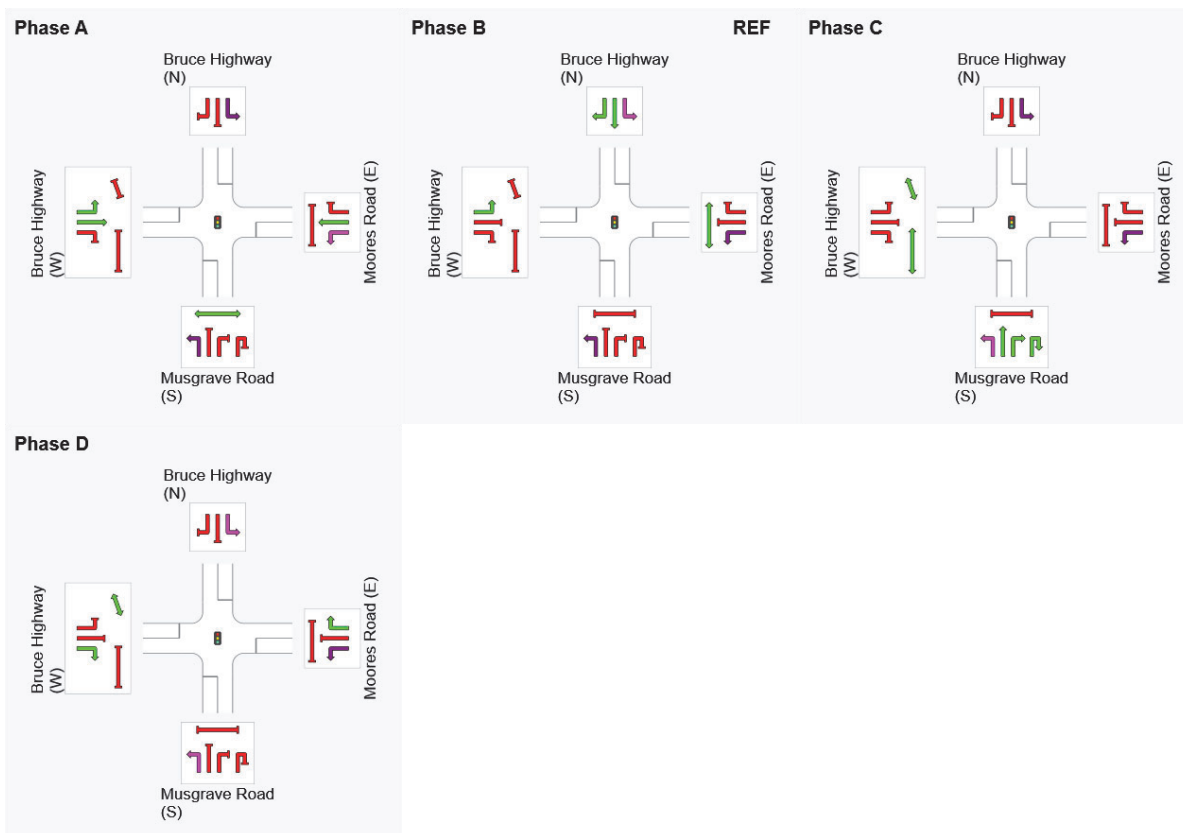 Phase A
Bruce Highway
(N)
Bruce Highway
(W)
Moores Road (E)
Musgrave Road
(S)
Phase B
REF
Bruce Highway
(N)
Bruce Highway
(W)
Moores Road (E)
Musgrave Road
(S)
Phase C
Bruce Highway
(N)
Bruce Highway
(W)
Moores Road (E)
Musgrave Road
(S)
Phase D
Bruce Highway
(N)
Bruce Highway
(W)
Moores Road (E)
Musgrave Road
(S)